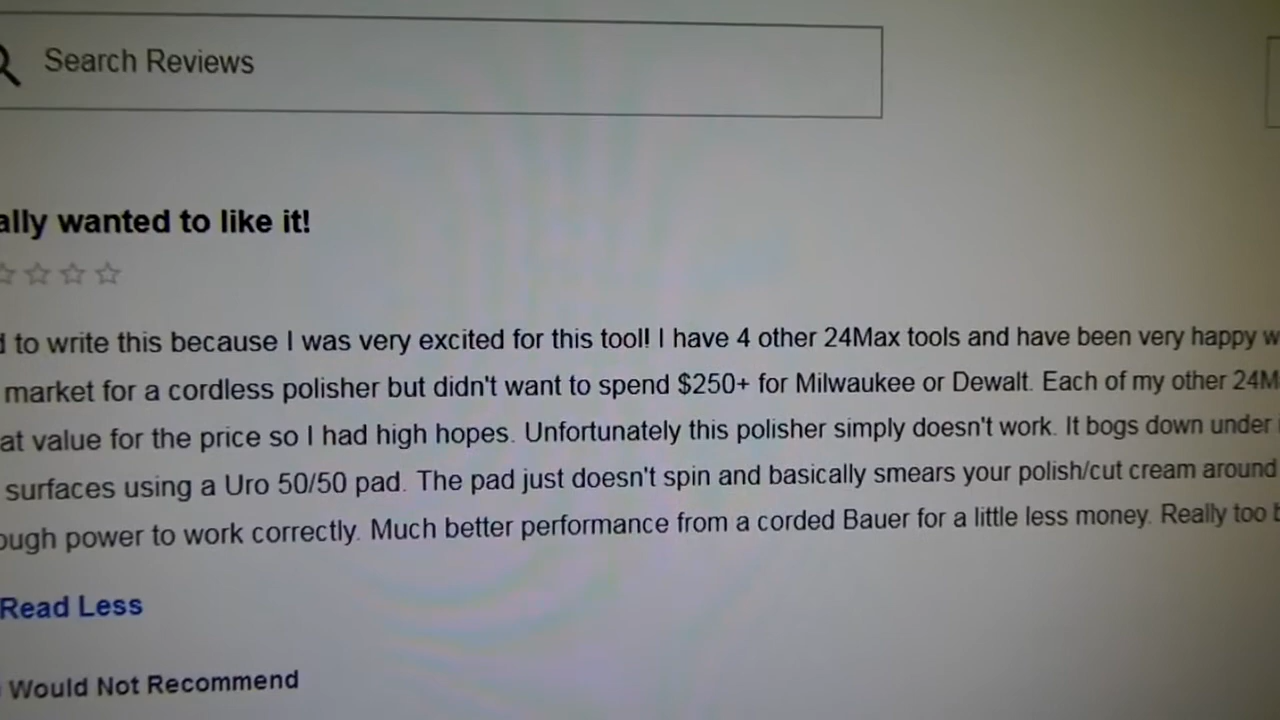 Search Reviews
ally wanted to like it!
to write this because I was very excited for this tool! I have 4 other 24Max tools and have been very happy w
market for a cordless polisher but didn't want to spend $250+ for Milwaukee or Dewalt. Each of my other 24M
at value for the price so I had high hopes. Unfortunately this polisher simply doesn't work. It bogs down under
surfaces using a Uro 50/50 pad. The pad just doesn't spin and basically smears your polish/cut cream around
ough power to work correctly. Much better performance from a corded Bauer for a little less money. Really too b
Read Less
Would Not Recommend